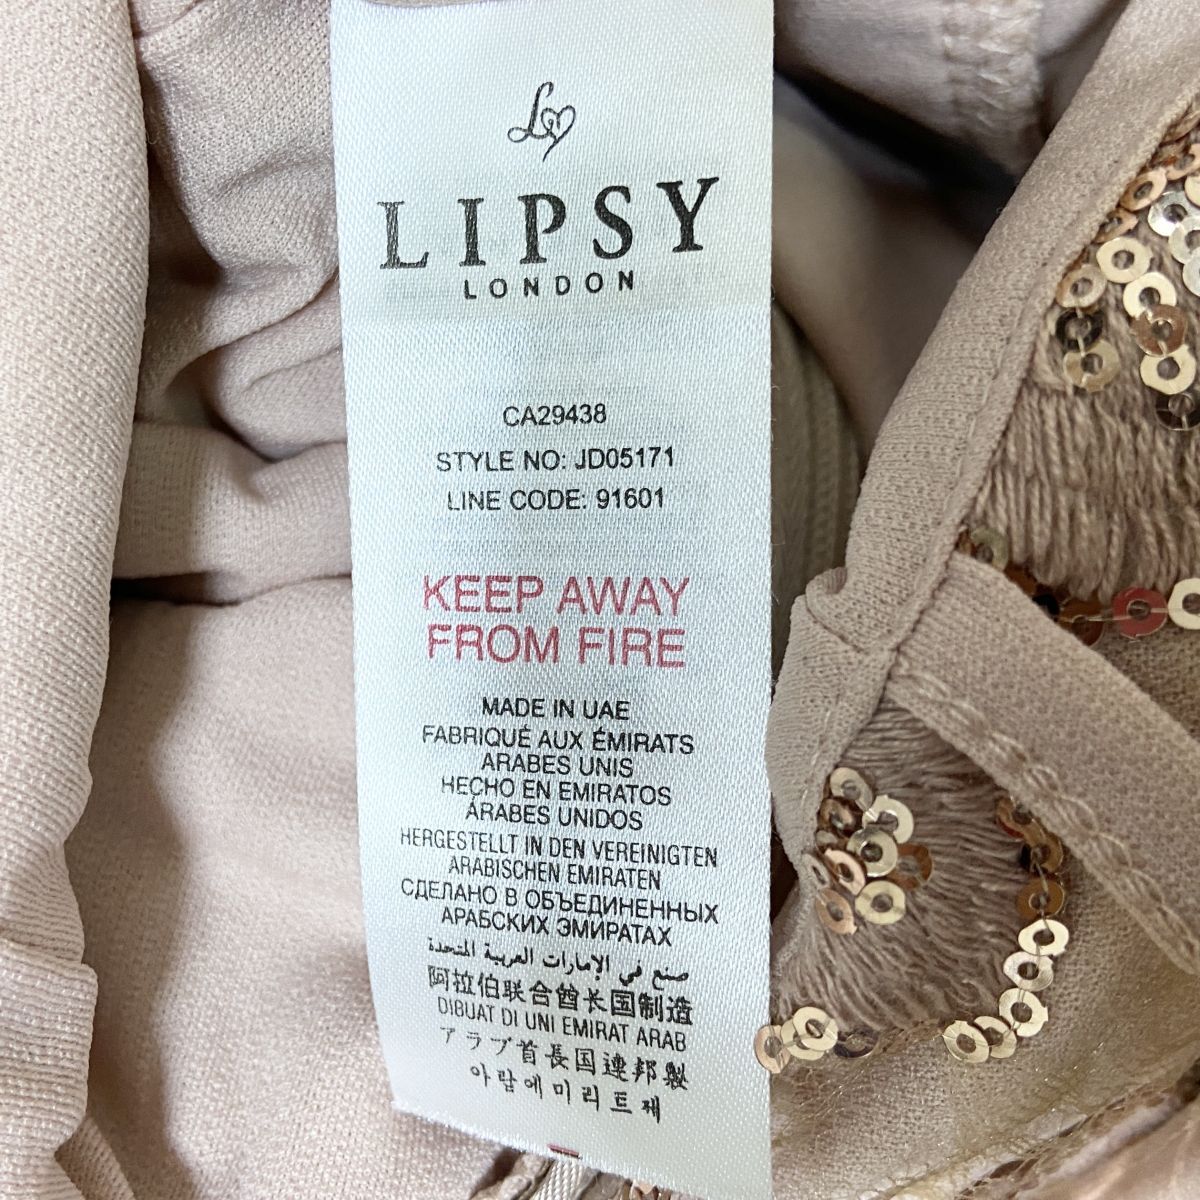 LIPSY
LONDON
CA29438
STYLE NO: JD05171
LINE CODE: 91601
KEEP AWAY
FROM FIRE
MADE IN UAE
FABRIQUÉ AUX ÉMIRATS
ARABES UNIS
HECHO EN EMIRATOS
ÁRABES UNIDOS
HERGESTELLT IN DEN VEREINIGTEN
ARABISCHEN EMIRATEN
СДЕЛАНО В ОБЪЕДИНЕННЫХ
АРАБСКИХ ЭМИРАТАХ
صنع في الإمارات العربية المتحدة
阿拉伯联合酋长国制造
DIBUAT DI UNI EMIRAT ARAB
アラブ首長国連邦製
아랍에미리트제